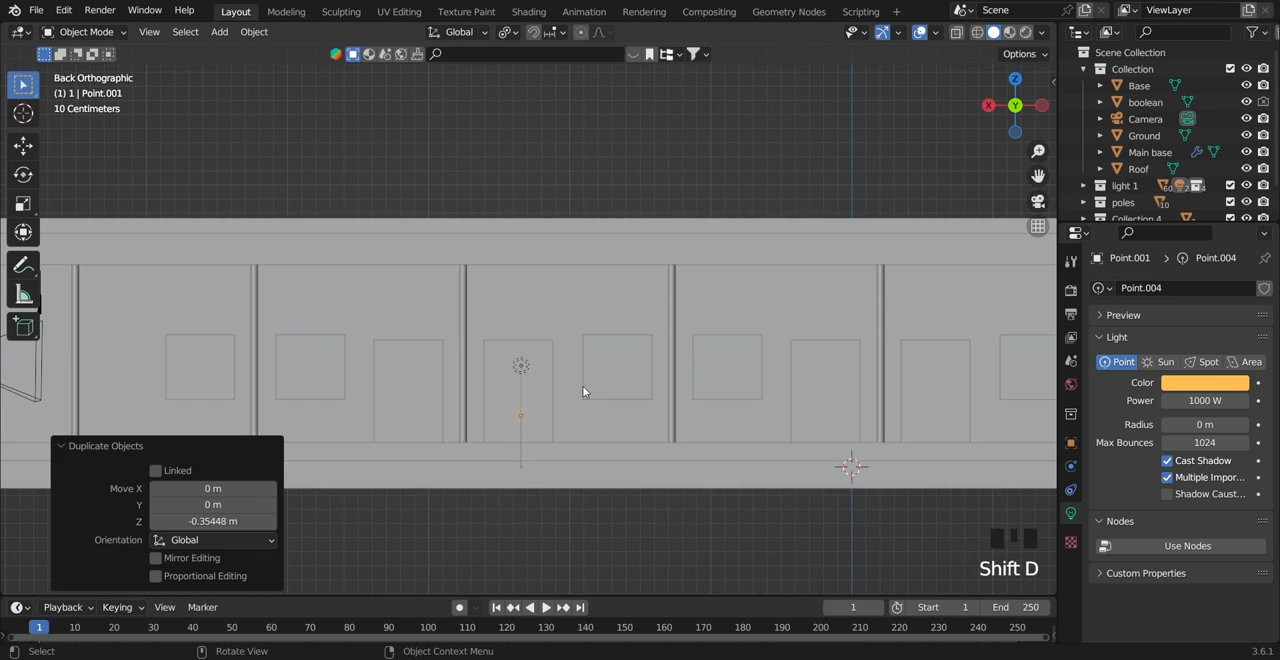 File Edit Render Window Help Layout Modeling Sculpting UV Editing Texture Paint Shading Animation Rendering Compositing Geometry Nodes Scripting + Scene ViewLayer
Object Mode View Select Add Object Global
Options
Back Orthographic
(1) 1 | Point.001
10 Centimeters
Z
X
Y
Duplicate Objects
Linked
Move X 0 m
Y 0 m
Z -0.35448 m
Orientation Global
Mirror Editing
Proportional Editing
Shift D
Scene Collection
Collection
Base
boolean
Camera
Ground
Main base
Roof
light 1 60 2 4
poles 10
Collection 4
Point.001 > Point.004
Point.004
Preview
Light
Point Sun Spot Area
Color
Power 1000 W
Radius 0 m
Max Bounces 1024
Cast Shadow
Multiple Impor...
Shadow Caust...
Nodes
Use Nodes
Custom Properties
Playback Keying View Marker 1 Start 1 End 250
1 10 20 30 40 50 60 70 80 90 100 110 120 130 140 150 160 170 180 190 200 210 220 230 240 250
Select Rotate View Object Context Menu 3.6.1